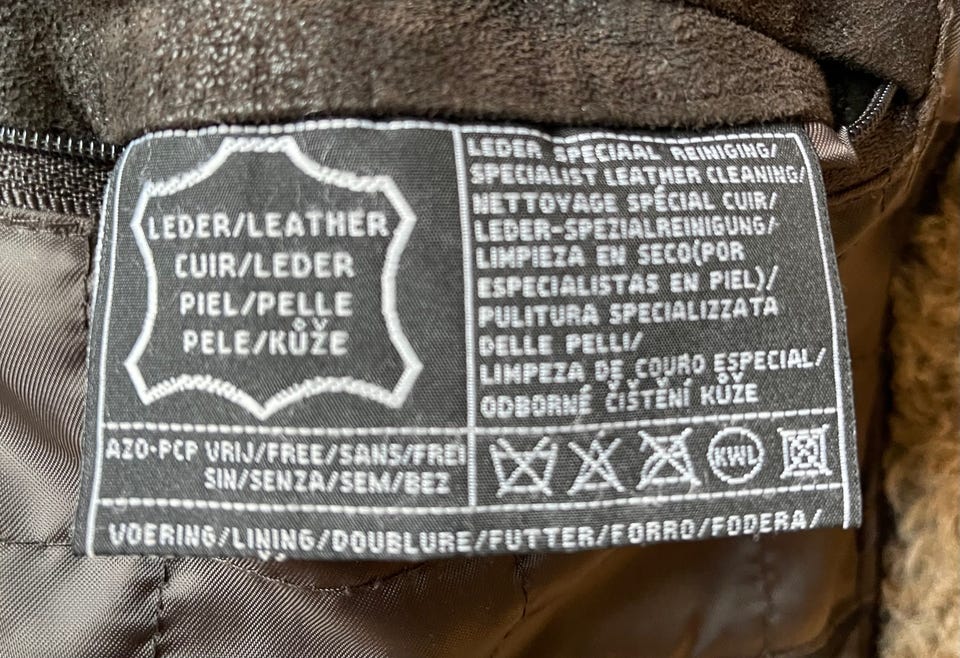 LEDER/LEATHER
CUIR/LEDER
PIEL/PELLE
PELE/KŮŽE
LEDER SPECIAAL REINIGING/
SPECIALIST LEATHER CLEANING/
NETTOYAGE SPÉCIAL CUIR/
LEDER-SPEZIALREINIGUNG/
LIMPIEZA EN SECO(POR
ESPECIALISTAS EN PIEL)/
PULITURA SPECIALIZZATA
DELLE PELLI/
LIMPEZA DE COURO ESPECIAL/
ODBORNÉ ČIŠTĚNÍ KŮŽE
AZO-PCP VRIJ/FREE/SANS/FREI
SIN/SENZA/SEM/BEZ
KWL
VOERING/LINING/DOUBLURE/FUTTER/FORRO/FODERA/